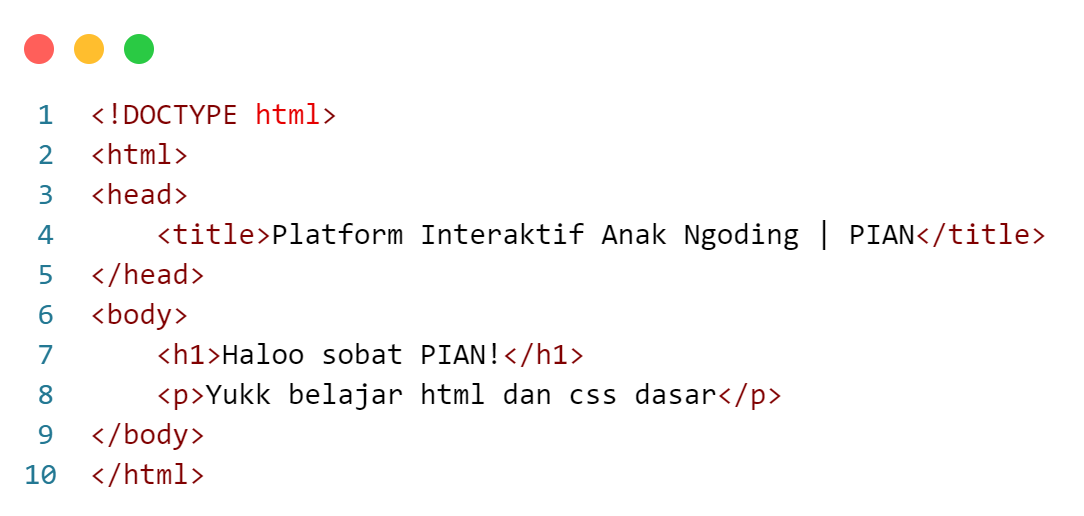 1 <!DOCTYPE html>
2 <html>
3 <head>
4     <title>Platform Interaktif Anak Ngoding | PIAN</title>
5 </head>
6 <body>
7     <h1>Haloo sobat PIAN!</h1>
8     <p>Yukk belajar html dan css dasar</p>
9 </body>
10 </html>